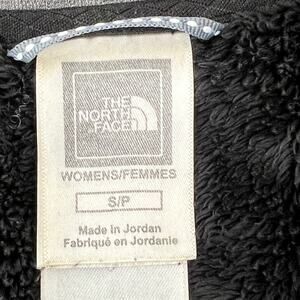 THE
NORTH
FACE
WOMENS/FEMMES
S/P
Made in Jordan
Fabriqué en Jordanie